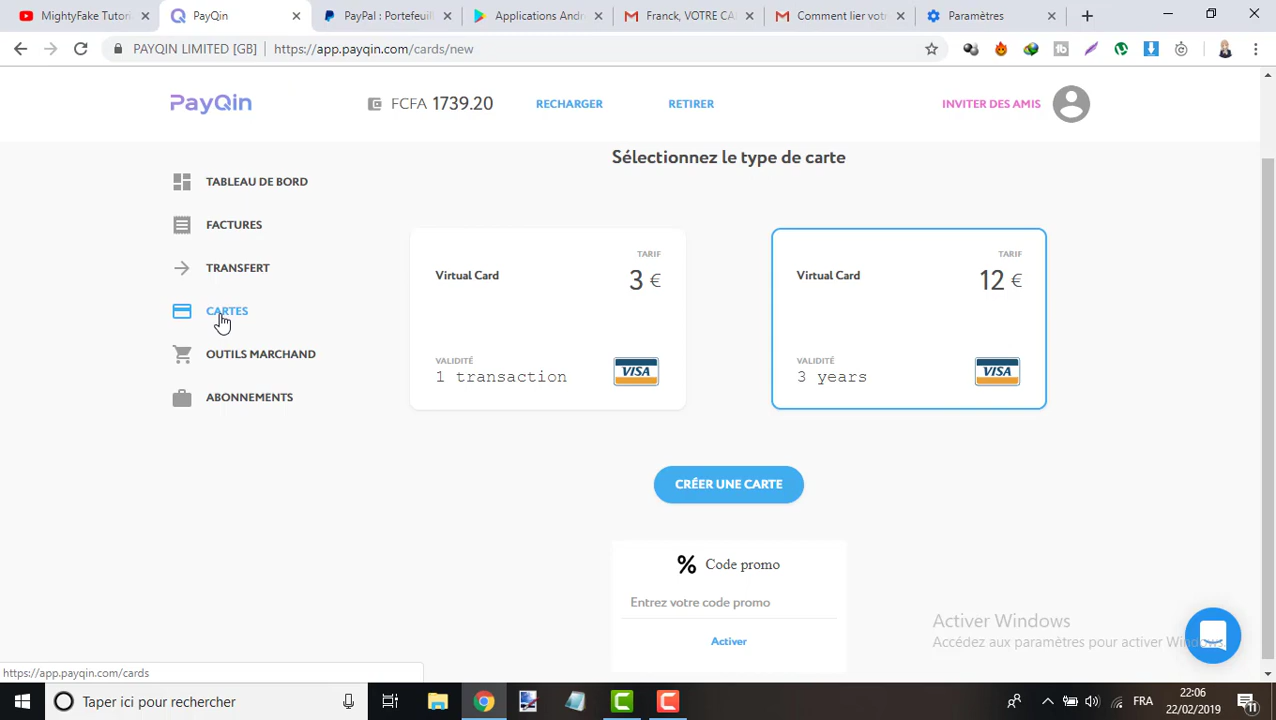 MightyFake Tutor
PayQin
PayPal : Portefeuil
Applications Andr
Franck, VOTRE CA
Comment lier vot
Paramètres
PAYQIN LIMITED [GB] | https://app.payqin.com/cards/new
PayQin
FCFA 1739.20
RECHARGER
RETIRER
INVITER DES AMIS
TABLEAU DE BORD
FACTURES
TRANSFERT
CARTES
OUTILS MARCHAND
ABONNEMENTS
Sélectionnez le type de carte
TARIF
Virtual Card
3 €
VALIDITÉ
1 transaction
VISA
TARIF
Virtual Card
12 €
VALIDITÉ
3 years
VISA
CRÉER UNE CARTE
% Code promo
Entrez votre code promo
Activer
Activer Windows
Accédez aux paramètres pour activer Windows.
https://app.payqin.com/cards
Taper ici pour rechercher
FRA
22:06
22/02/2019
11